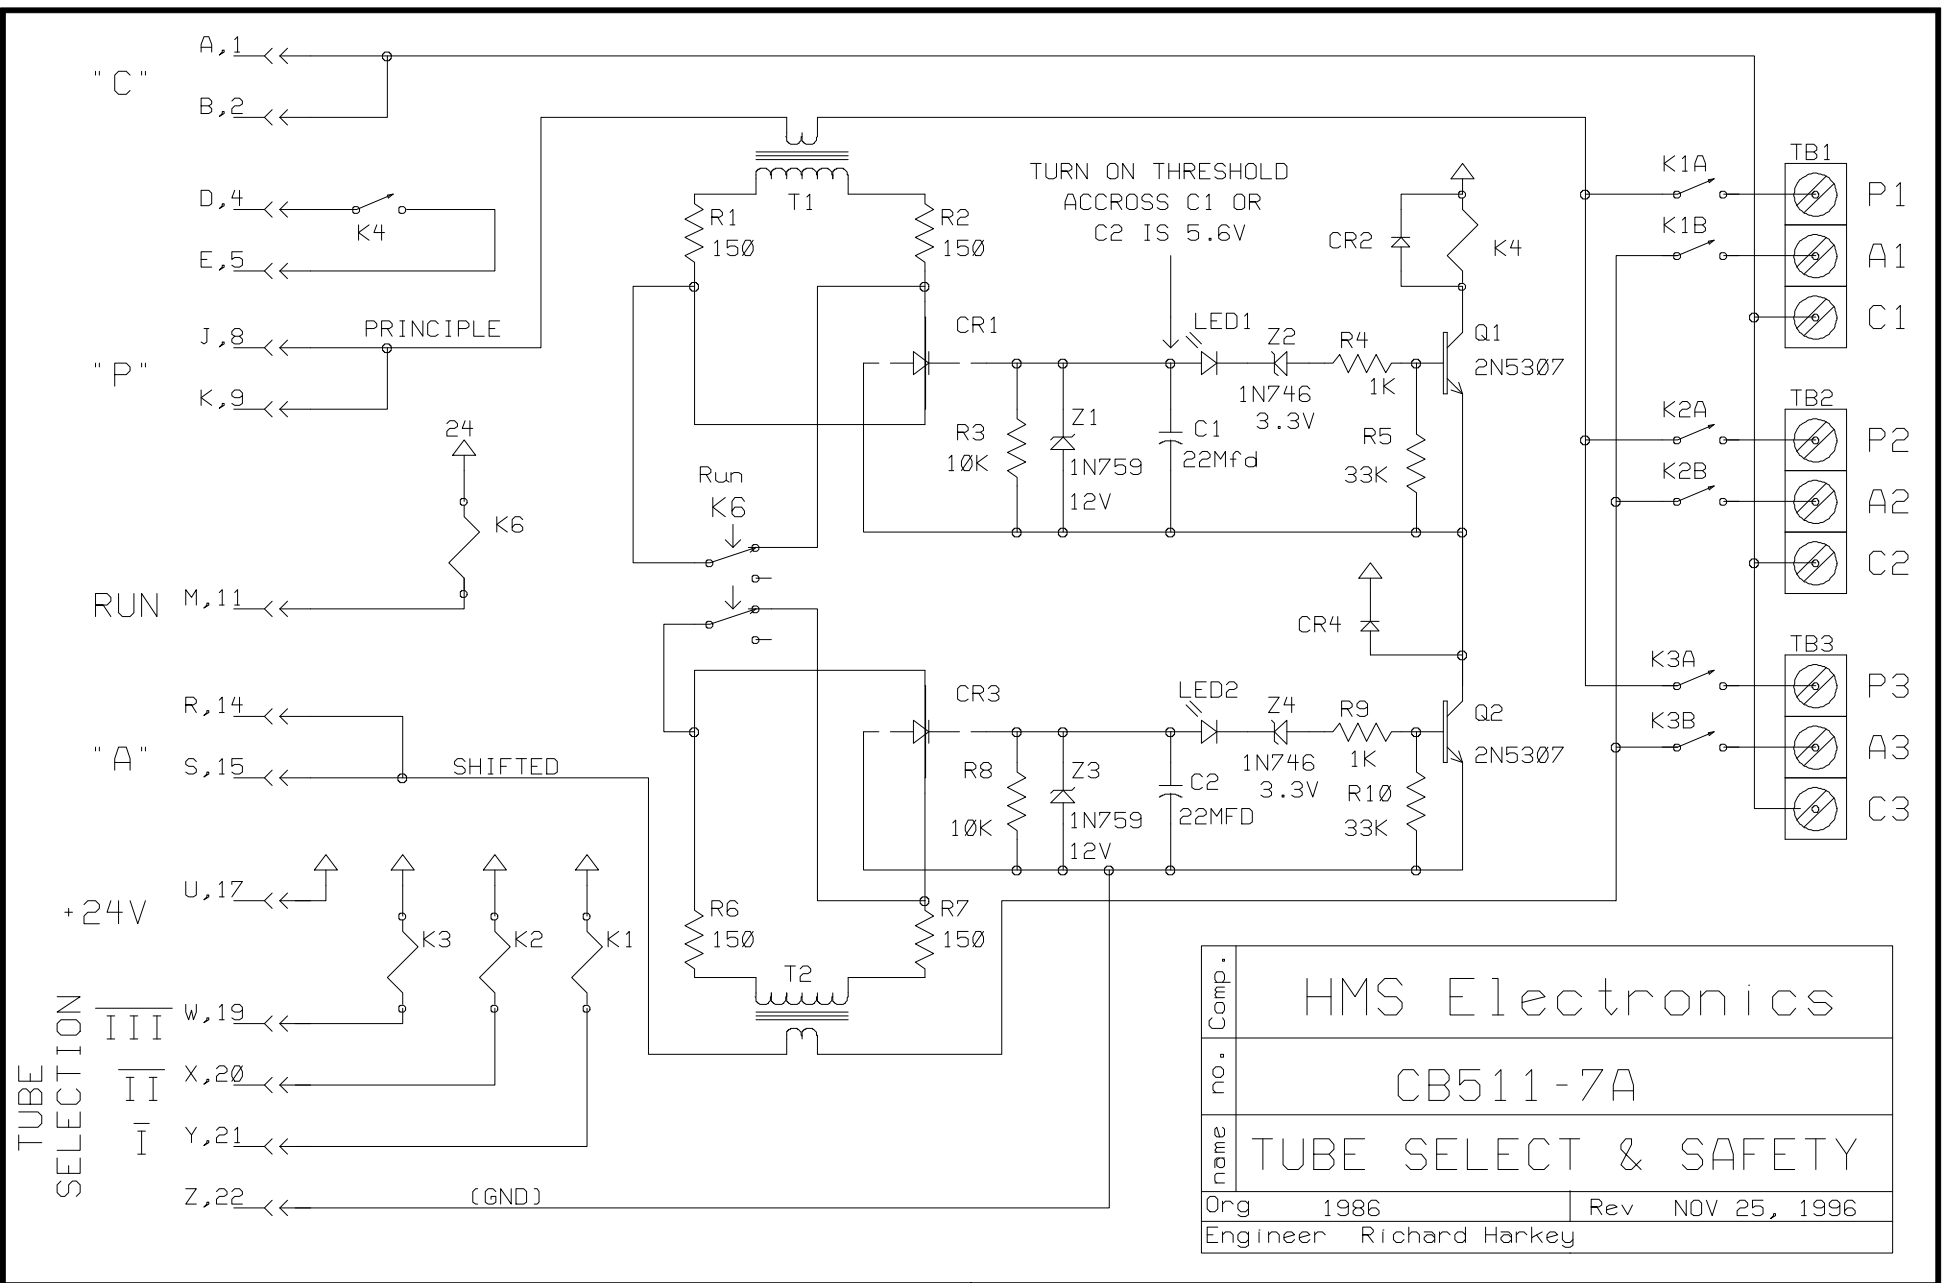 "C"
A,1
B,2
D,4
K4
E,5
J,8
PRINCIPLE
"P"
K,9
24
K6
RUN
M,11
R,14
"A"
S,15
SHIFTED
U,17
+24V
K3
K2
K1
TUBE
SELECTION
III
W,19
II
X,20
I
Y,21
Z,22
(GND)
T1
R1
150
R2
150
TURN ON THRESHOLD
ACCROSS C1 OR
C2 IS 5.6V
CR2
K4
CR1
LED1
Z2
1N746
3.3V
R4
1K
Q1
2N5307
R3
10K
Z1
1N759
12V
C1
22Mfd
R5
33K
Run
K6
CR4
CR3
LED2
Z4
1N746
3.3V
R9
1K
Q2
2N5307
R8
10K
Z3
1N759
12V
C2
22MFD
R10
33K
R6
150
R7
150
T2
TB1
K1A
P1
K1B
A1
C1
TB2
K2A
P2
K2B
A2
C2
TB3
K3A
P3
K3B
A3
C3
Comp. HMS Electronics
no. CB511-7A
name TUBE SELECT & SAFETY
Org 1986 Rev NOV 25, 1996
Engineer Richard Harkey